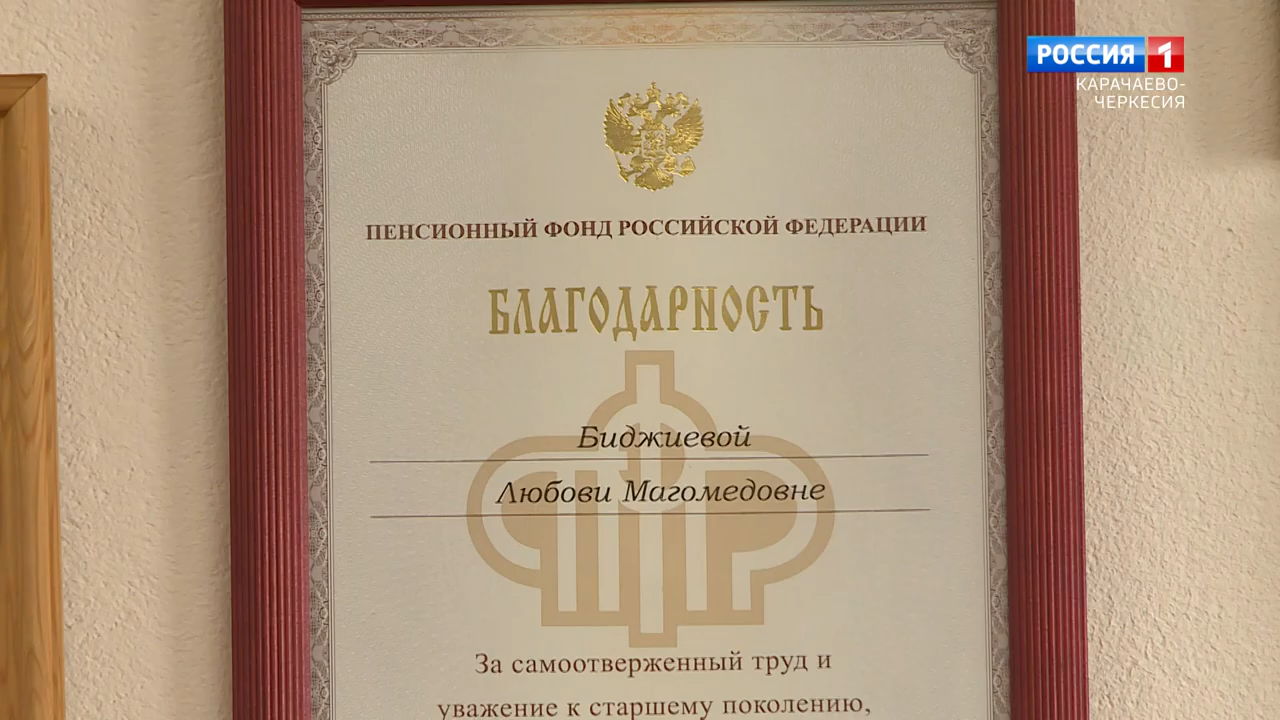 РОССИЯ 1
КАРАЧАЕВО-
ЧЕРКЕСИЯ
ПЕНСИОННЫЙ ФОНД РОССИЙСКОЙ ФЕДЕРАЦИИ
БЛАГОДАРНОСТЬ
Биджиевой
Любови Магомедовне
За самоотверженный труд и
уважение к старшему поколению,